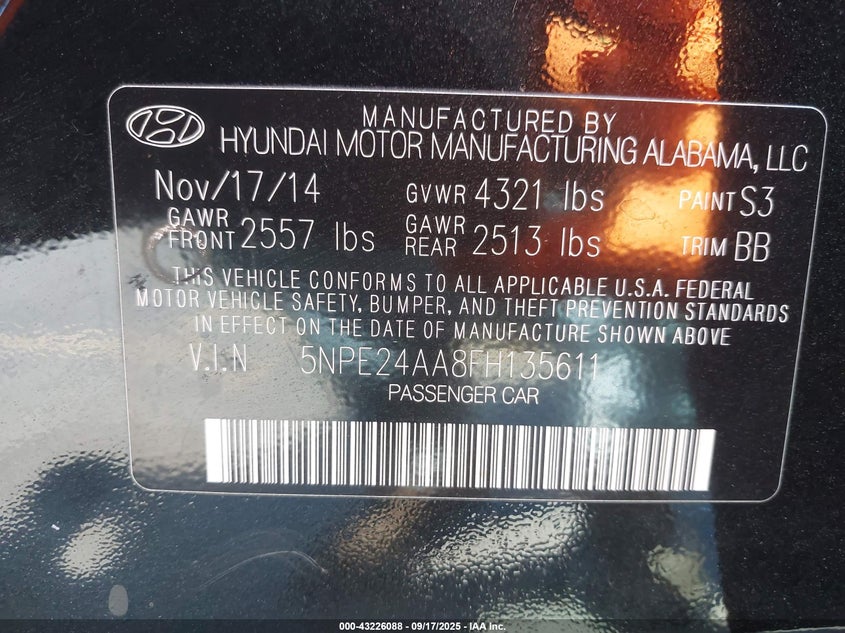 MANUFACTURED BY
HYUNDAI MOTOR MANUFACTURING ALABAMA, LLC
Nov/17/14 GVWR 4321 lbs PAINT S3
GAWR FRONT 2557 lbs GAWR REAR 2513 lbs TRIM BB
THIS VEHICLE CONFORMS TO ALL APPLICABLE U.S.A. FEDERAL
MOTOR VEHICLE SAFETY, BUMPER, AND THEFT PREVENTION STANDARDS
IN EFFECT ON THE DATE OF MANUFACTURE SHOWN ABOVE
V.I.N 5NPE24AA8FH135611
PASSENGER CAR
000-43226088 - 09/17/2025 - IAA Inc.